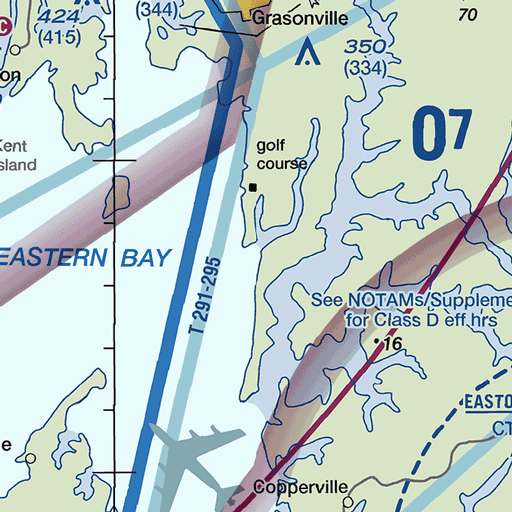 424
(415)
(344)
Grasonville
70
350
(334)
C
07
golf
course
Kent
Island
EASTERN BAY
T 291-295
See NOTAMs/Suppleme
for Class D eff hrs
16
EASTO
CT
e
Copperville